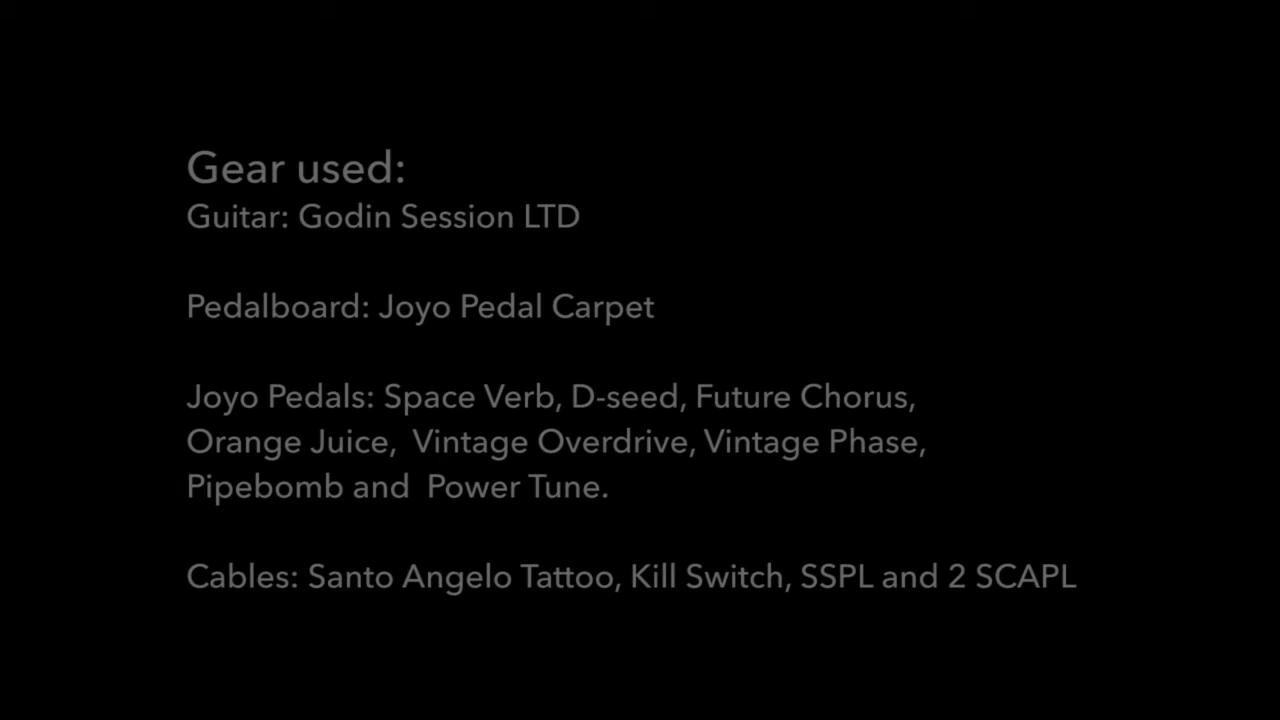 Gear used:
Guitar: Godin Session LTD
Pedalboard: Joyo Pedal Carpet
Joyo Pedals: Space Verb, D-seed, Future Chorus,
Orange Juice,  Vintage Overdrive, Vintage Phase,
Pipebomb and  Power Tune.
Cables: Santo Angelo Tattoo, Kill Switch, SSPL and 2 SCAPL